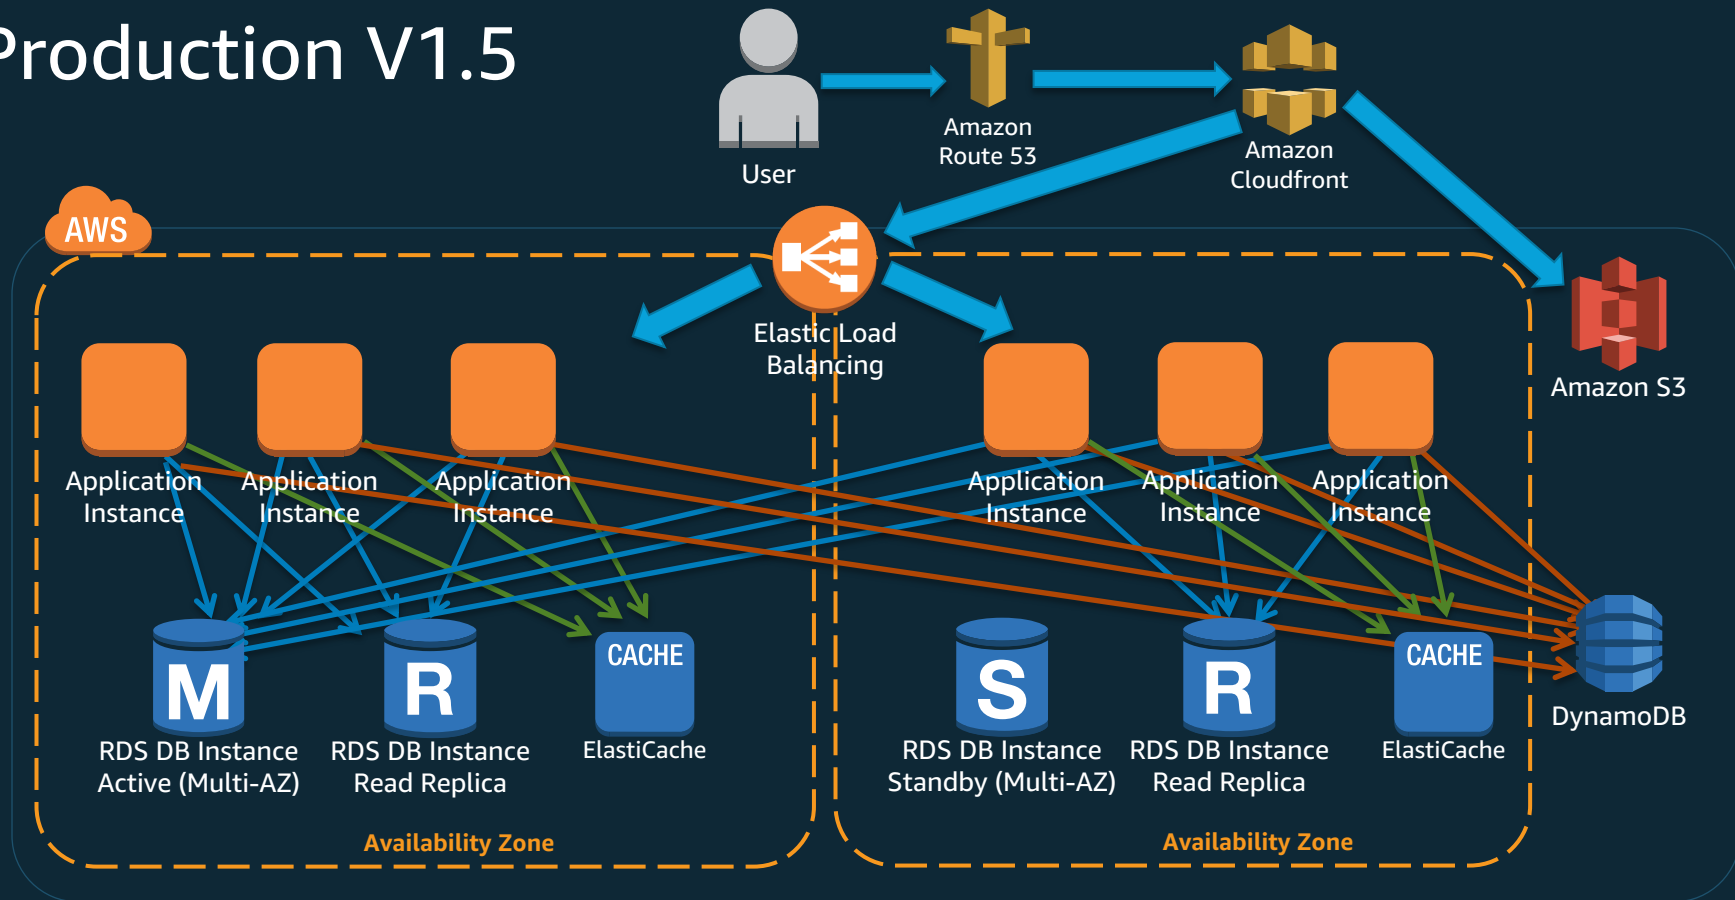 Production V1.5
User
Amazon
Route 53
Amazon
Cloudfront
AWS
Elastic Load
Balancing
Amazon S3
Application
Instance
Application
Instance
Application
Instance
Application
Instance
Application
Instance
Application
Instance
M
RDS DB Instance
Active (Multi-AZ)
R
RDS DB Instance
Read Replica
CACHE
ElastiCache
S
RDS DB Instance
Standby (Multi-AZ)
R
RDS DB Instance
Read Replica
CACHE
ElastiCache
DynamoDB
Availability Zone
Availability Zone